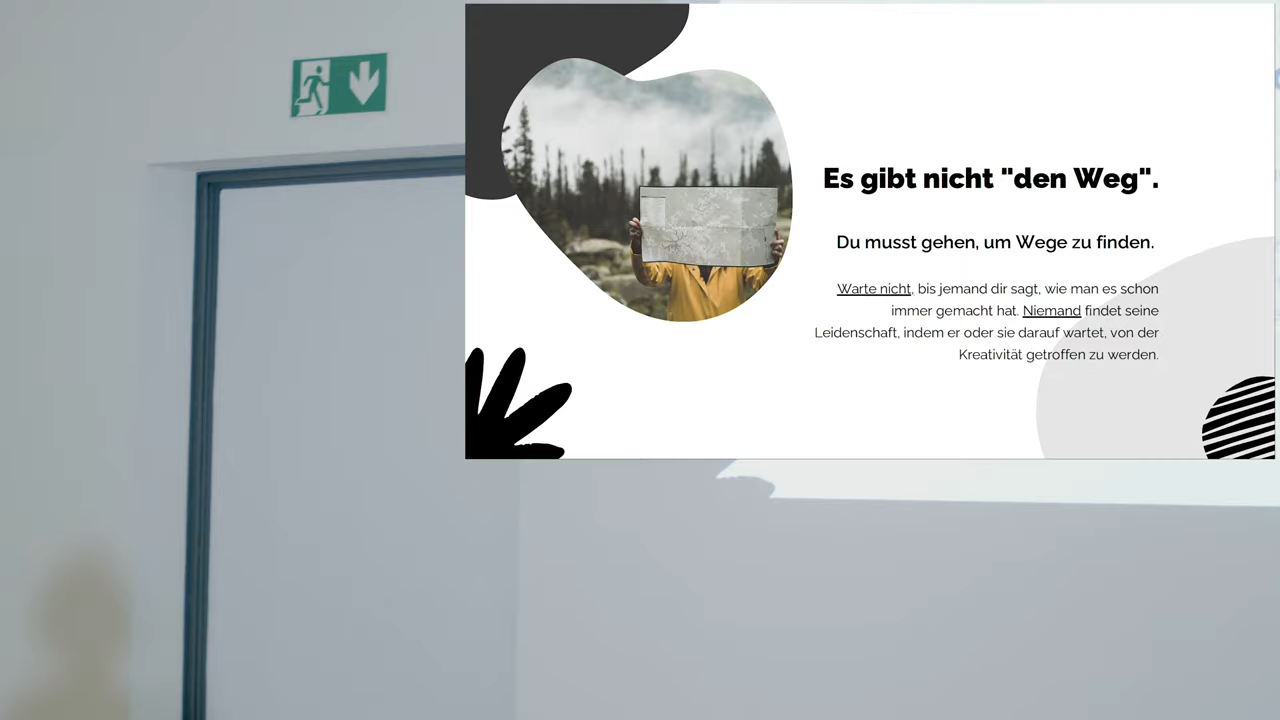 Es gibt nicht "den Weg".
Du musst gehen, um Wege zu finden.
Warte nicht, bis jemand dir sagt, wie man es schon
immer gemacht hat. Niemand findet seine
Leidenschaft, indem er oder sie darauf wartet, von der
Kreativität getroffen zu werden.